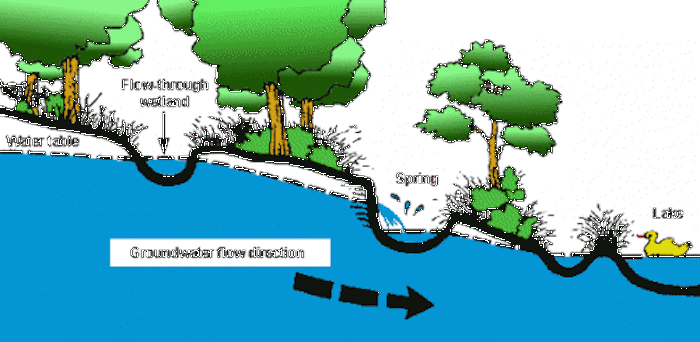 Flow-through
wetland
Water table
Spring
Lake
Groundwater flow direction